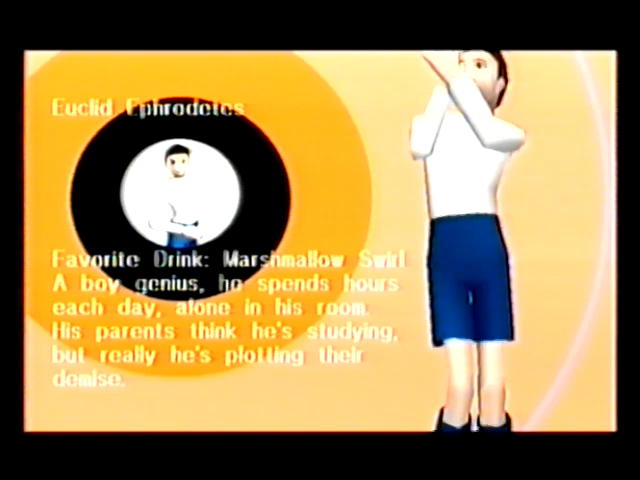 Euclid Ephrodetes
Favorite Drink: Marshmallow Swirl
A boy genius, he spends hours
each day, alone in his room.
His parents think he's studying,
but really he's plotting their
demise.